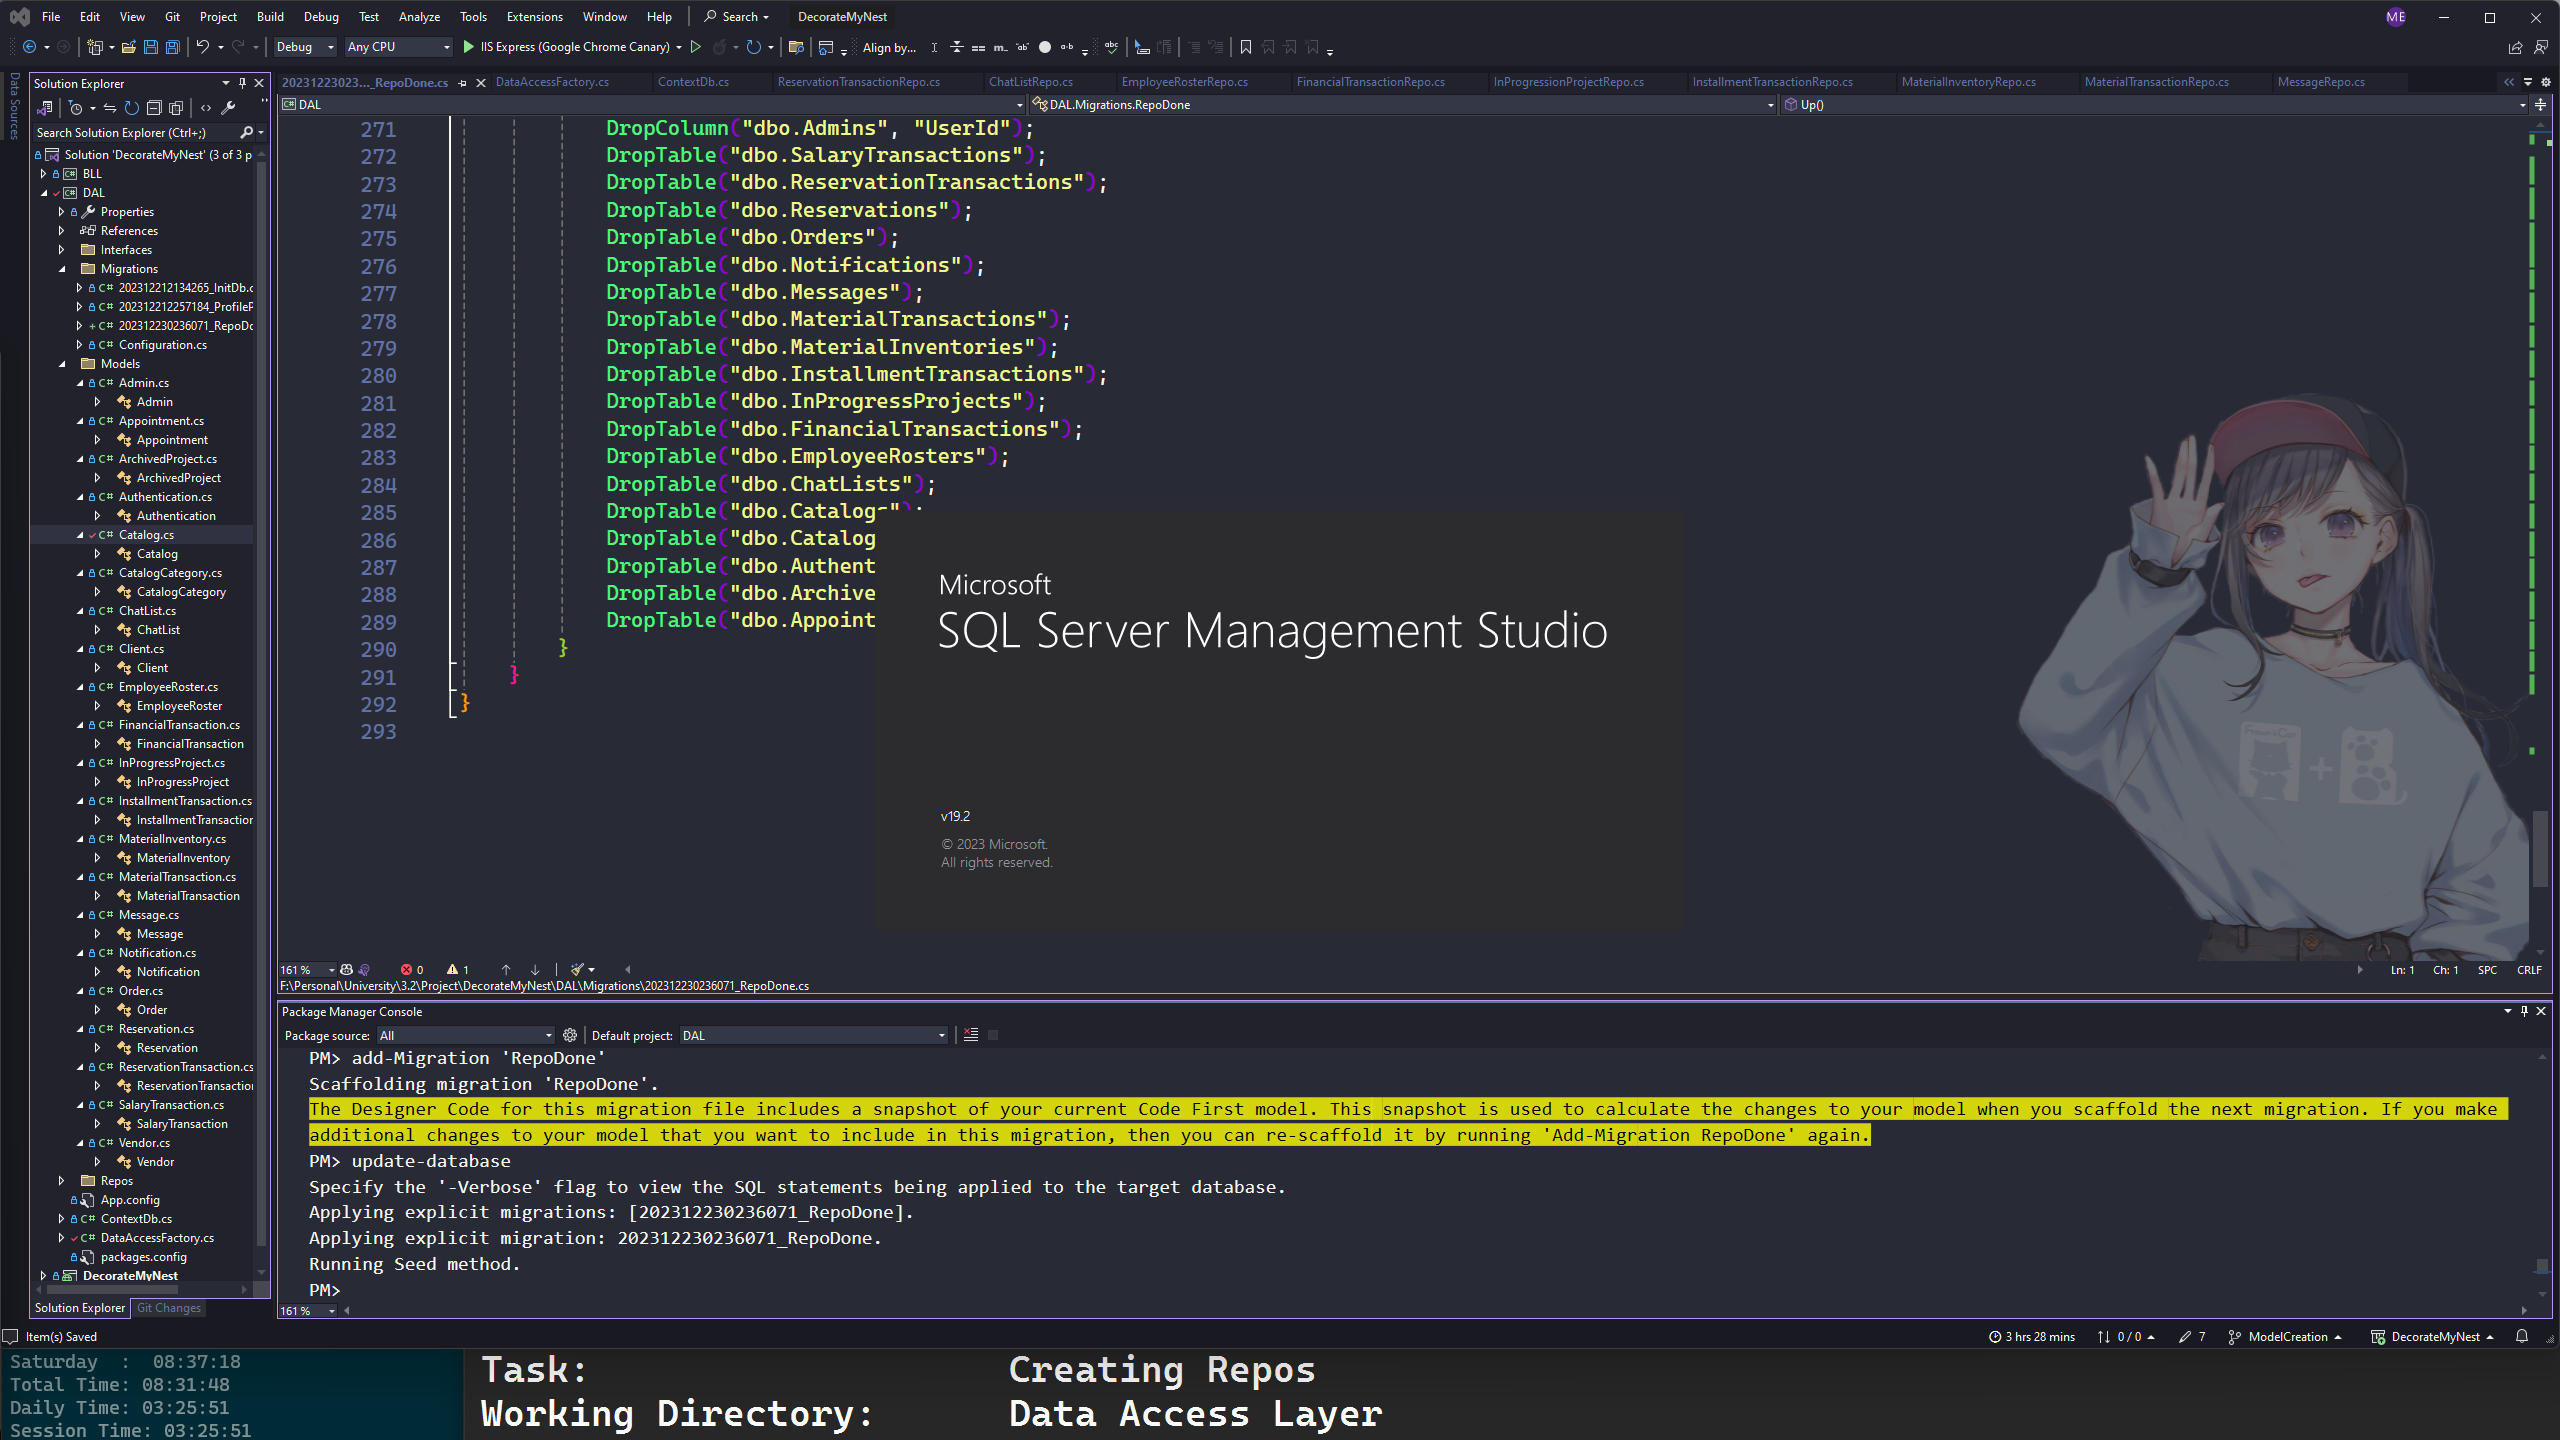 File Edit View Git Project Build Debug Test Analyze Tools Extensions Window Help Search DecorateMyNest ME
Debug Any CPU IIS Express (Google Chrome Canary) Align by...
Data Sources
Solution Explorer
Search Solution Explorer (Ctrl+;)
Solution 'DecorateMyNest' (3 of 3 p
BLL
DAL
Properties
References
Interfaces
Migrations
202312212134265_InitDb.c
202312212257184_ProfileP
202312230236071_RepoDo
Configuration.cs
Models
Admin.cs
Admin
Appointment.cs
Appointment
ArchivedProject.cs
ArchivedProject
Authentication.cs
Authentication
Catalog.cs
Catalog
CatalogCategory.cs
CatalogCategory
ChatList.cs
ChatList
Client.cs
Client
EmployeeRoster.cs
EmployeeRoster
FinancialTransaction.cs
FinancialTransaction
InProgressProject.cs
InProgressProject
InstallmentTransaction.cs
InstallmentTransaction
MaterialInventory.cs
MaterialInventory
MaterialTransaction.cs
MaterialTransaction
Message.cs
Message
Notification.cs
Notification
Order.cs
Order
Reservation.cs
Reservation
ReservationTransaction.cs
ReservationTransaction
SalaryTransaction.cs
SalaryTransaction
Vendor.cs
Vendor
Repos
App.config
ContextDb.cs
DataAccessFactory.cs
packages.config
DecorateMyNest
Solution Explorer Git Changes
20231223023..._RepoDone.cs DataAccessFactory.cs ContextDb.cs ReservationTransactionRepo.cs ChatListRepo.cs EmployeeRosterRepo.cs FinancialTransactionRepo.cs InProgressionProjectRepo.cs InstallmentTransactionRepo.cs MaterialInventoryRepo.cs MaterialTransactionRepo.cs MessageRepo.cs
DAL DAL.Migrations.RepoDone Up()
271 DropColumn("dbo.Admins", "UserId");
272 DropTable("dbo.SalaryTransactions");
273 DropTable("dbo.ReservationTransactions");
274 DropTable("dbo.Reservations");
275 DropTable("dbo.Orders");
276 DropTable("dbo.Notifications");
277 DropTable("dbo.Messages");
278 DropTable("dbo.MaterialTransactions");
279 DropTable("dbo.MaterialInventories");
280 DropTable("dbo.InstallmentTransactions");
281 DropTable("dbo.InProgressProjects");
282 DropTable("dbo.FinancialTransactions");
283 DropTable("dbo.EmployeeRosters");
284 DropTable("dbo.ChatLists");
285 DropTable("dbo.Catalogs");
286 DropTable("dbo.Catalog
287 DropTable("dbo.Authent
288 DropTable("dbo.Archive
289 DropTable("dbo.Appoint
290 }
291 }
292 }
293
Microsoft
SQL Server Management Studio
v19.2
© 2023 Microsoft.
All rights reserved.
161 % 0 1 Ln: 1 Ch: 1 SPC CRLF
F:\Personal\University\3.2\Project\DecorateMyNest\DAL\Migrations\202312230236071_RepoDone.cs
Package Manager Console
Package source: All Default project: DAL
PM> add-Migration 'RepoDone'
Scaffolding migration 'RepoDone'.
The Designer Code for this migration file includes a snapshot of your current Code First model. This snapshot is used to calculate the changes to your model when you scaffold the next migration. If you make
additional changes to your model that you want to include in this migration, then you can re-scaffold it by running 'Add-Migration RepoDone' again.
PM> update-database
Specify the '-Verbose' flag to view the SQL statements being applied to the target database.
Applying explicit migrations: [202312230236071_RepoDone].
Applying explicit migration: 202312230236071_RepoDone.
Running Seed method.
PM>
161 %
Item(s) Saved 3 hrs 28 mins 0 / 0 7 ModelCreation DecorateMyNest
Saturday : 08:37:18
Total Time: 08:31:48
Daily Time: 03:25:51
Session Time: 03:25:51
Task: Creating Repos
Working Directory: Data Access Layer